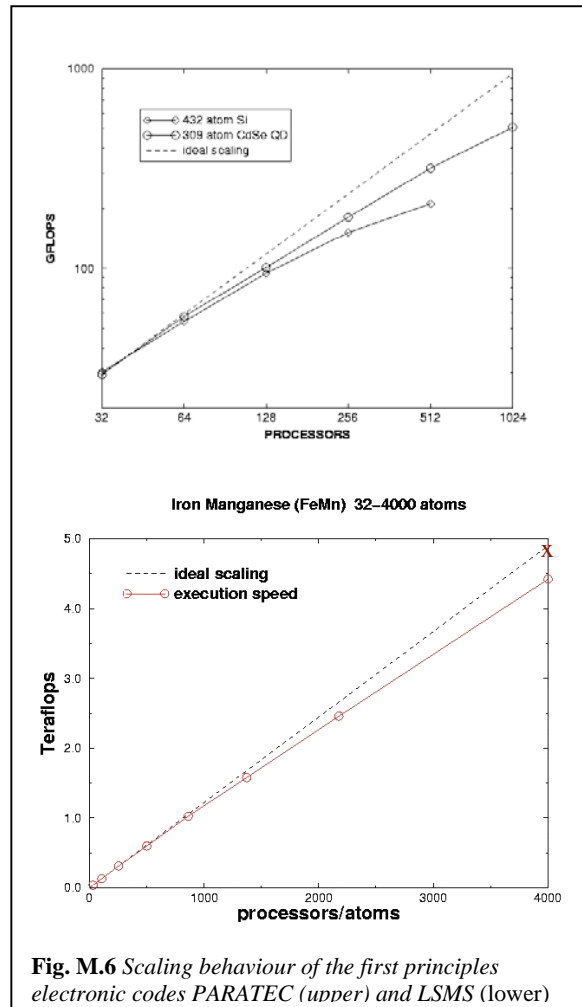 1000
432 atom Si
309 atom CdSe QD
ideal scaling
GFLOPS
100
32 64 128 256 512 1024
PROCESSORS
Iron Manganese (FeMn) 32–4000 atoms
5.0
X
ideal scaling
execution speed
4.0
3.0
Teraflops
2.0
1.0
0.0
0 1000 2000 3000 4000
processors/atoms
Fig. M.6 Scaling behaviour of the first principles
electronic codes PARATEC (upper) and LSMS (lower)